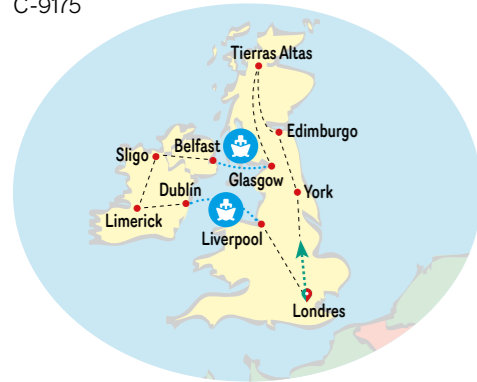 C-9175
Tierras Altas
Edimburgo
Belfast
Sligo
Glasgow
Dublín
York
Limerick
Liverpool
Londres